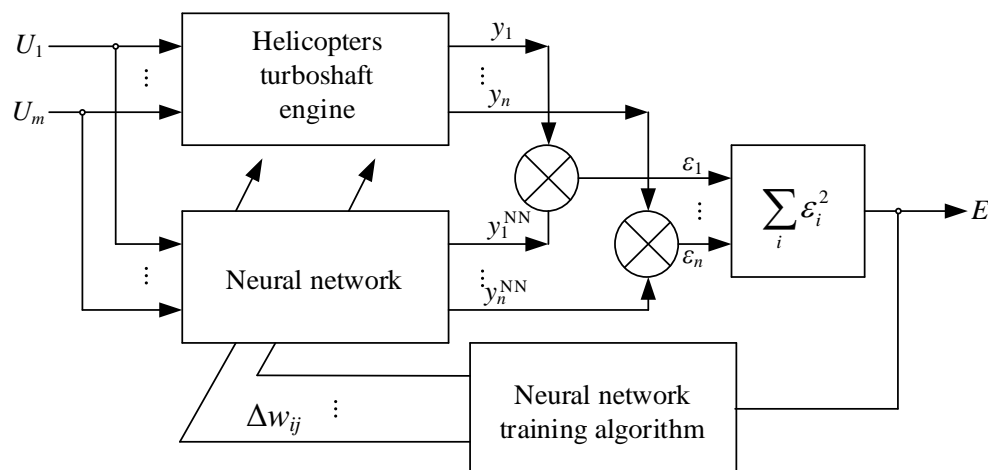 U₁
⋮
Uₘ
Helicopters
turboshaft
engine
y₁
⋮
yₙ
⋮
Neural network
y₁ᴺᴺ
⋮
yₙᴺᴺ
ε₁
⋮
εₙ
∑ᵢ εᵢ²
E
Δwᵢⱼ
⋮
Neural network
training algorithm